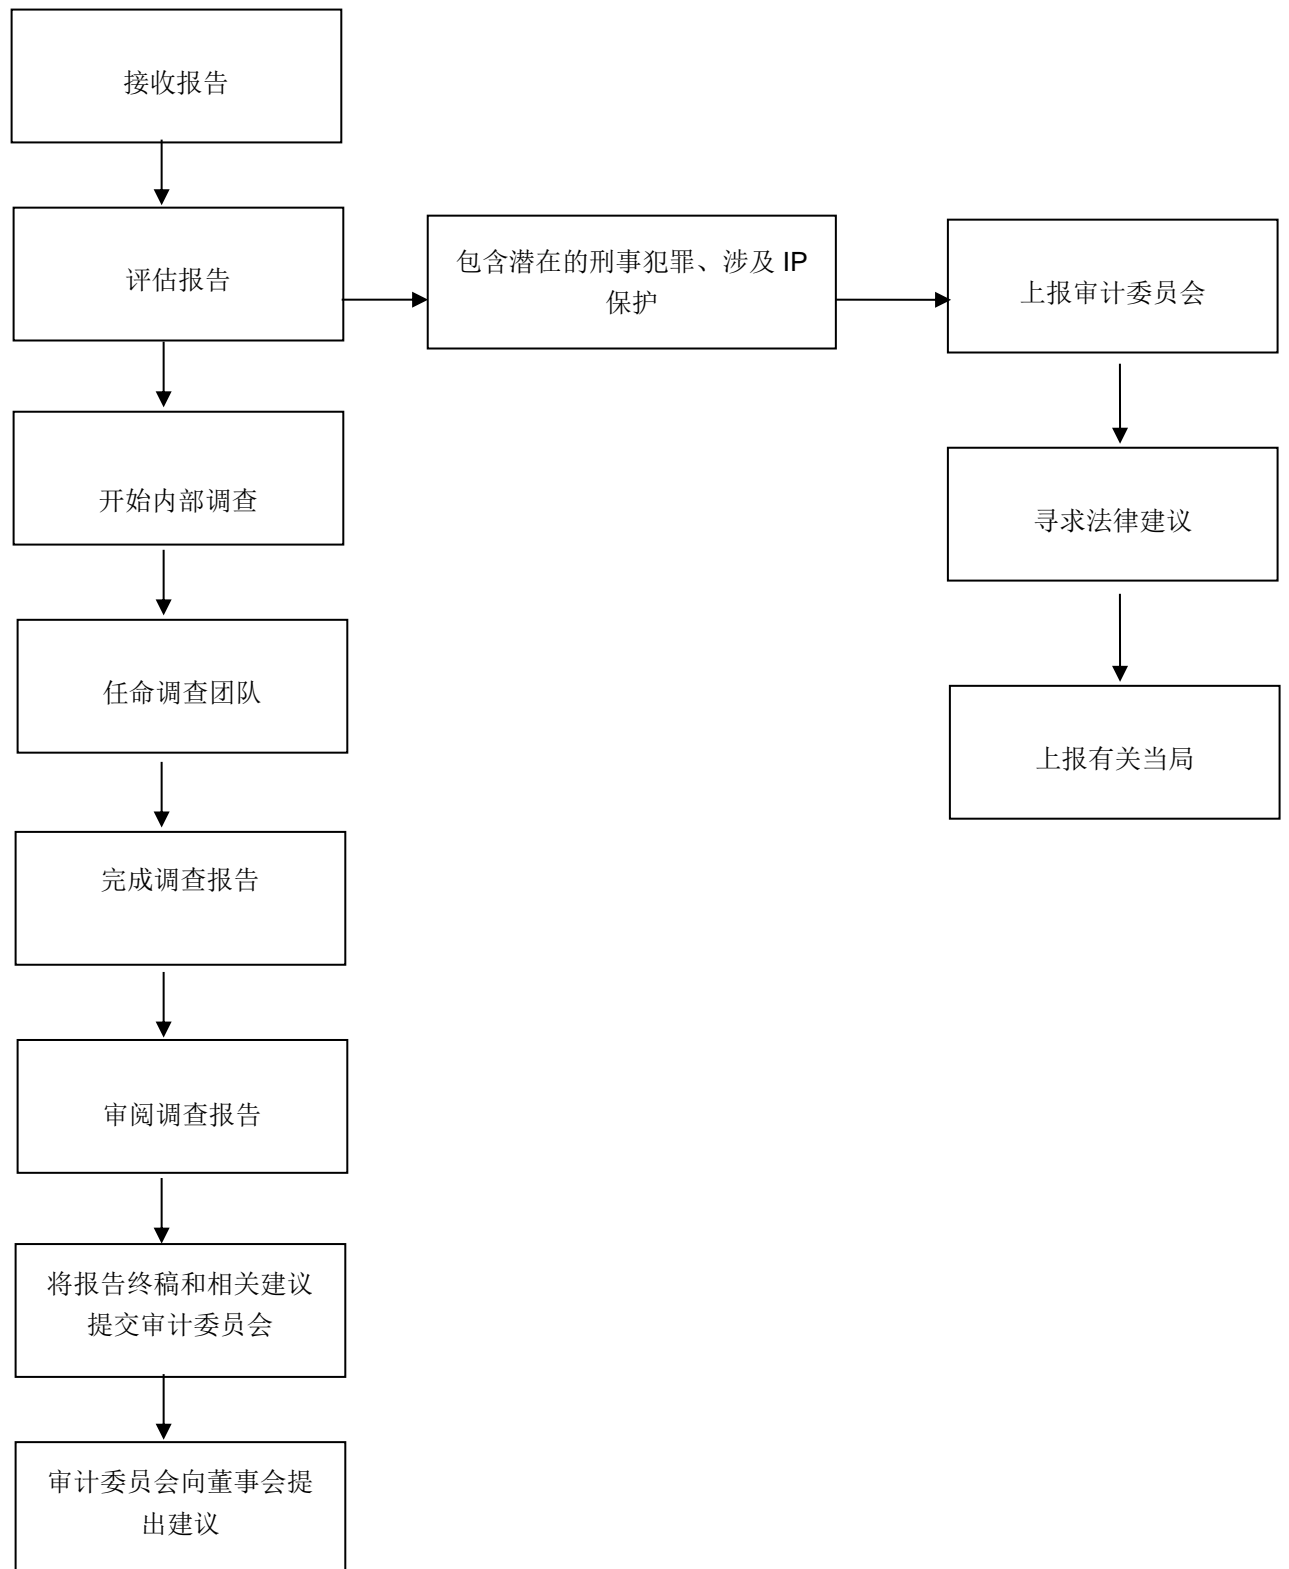 接收报告
评估报告
包含潜在的刑事犯罪、涉及 IP
保护
上报审计委员会
开始内部调查
寻求法律建议
任命调查团队
上报有关当局
完成调查报告
审阅调查报告
将报告终稿和相关建议
提交审计委员会
审计委员会向董事会提
出建议